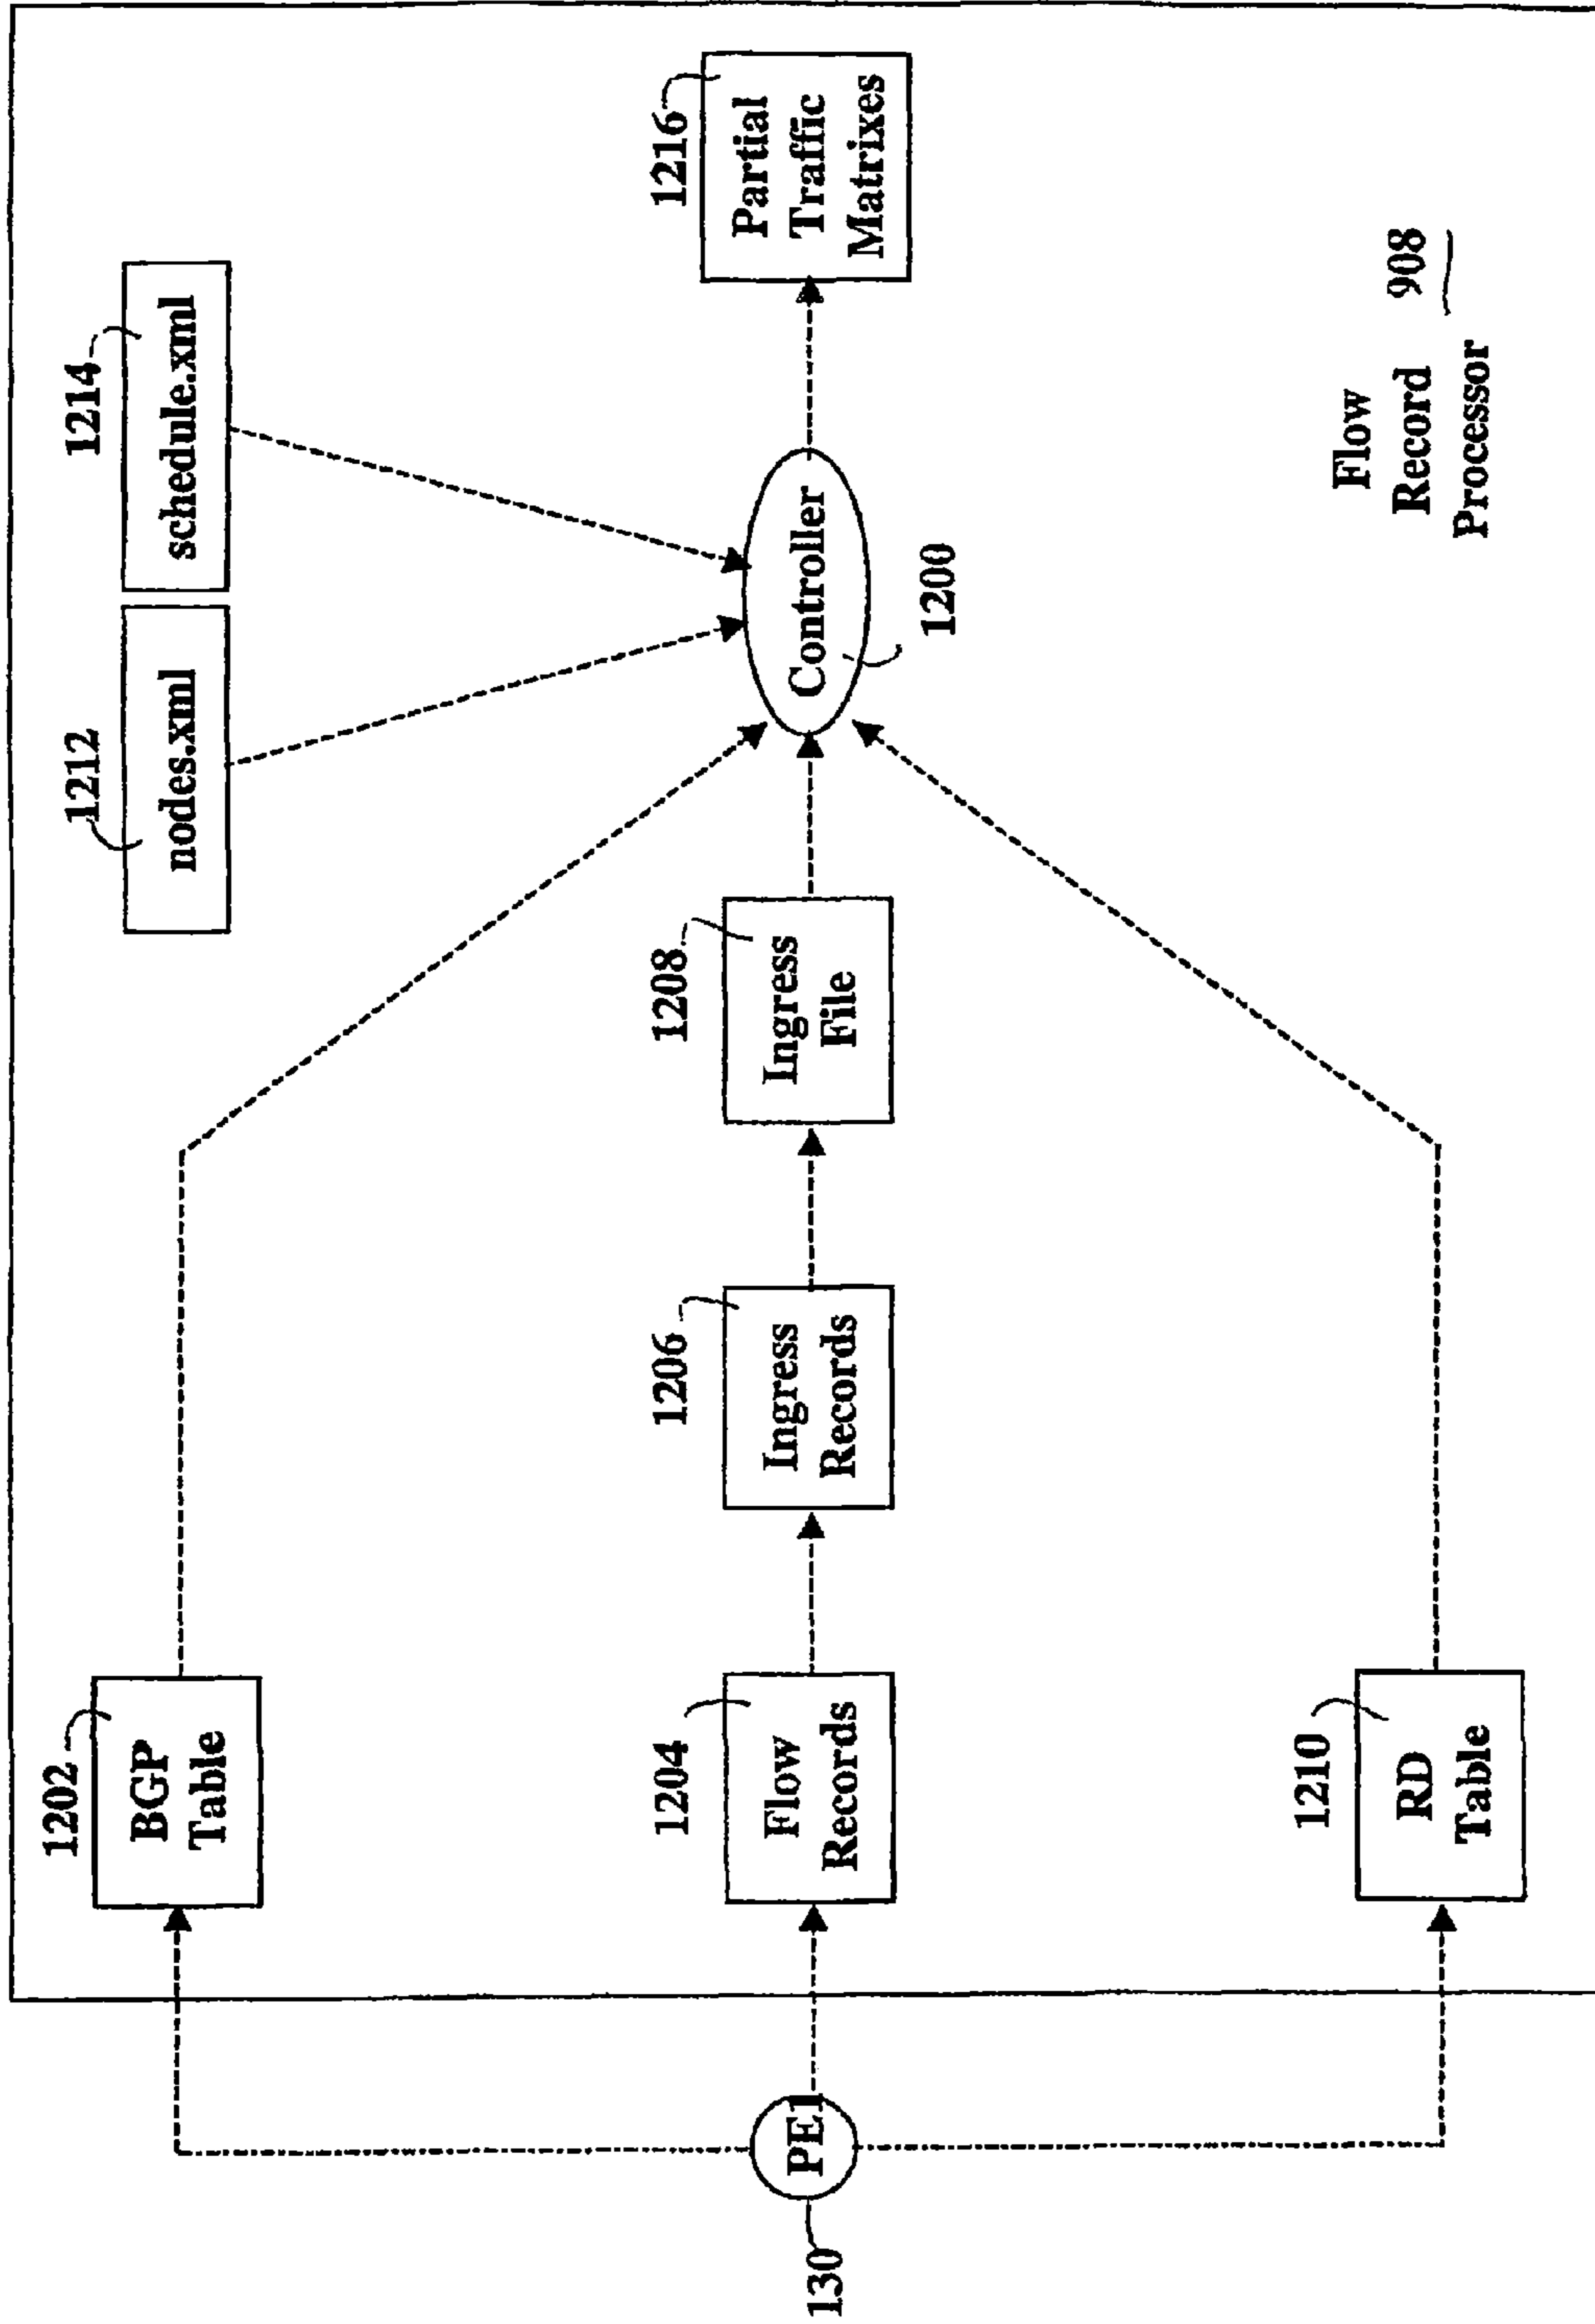 1212
nodes.xml
1214
schedule.xml
1202
BGP
Table
130
PE1
1204
Flow
Records
1206
Ingress
Records
1208
Ingress
File
Controller
1200
1216
Partial
Traffic
Matrixes
1210
RD
Table
Flow
Record 908
Processor